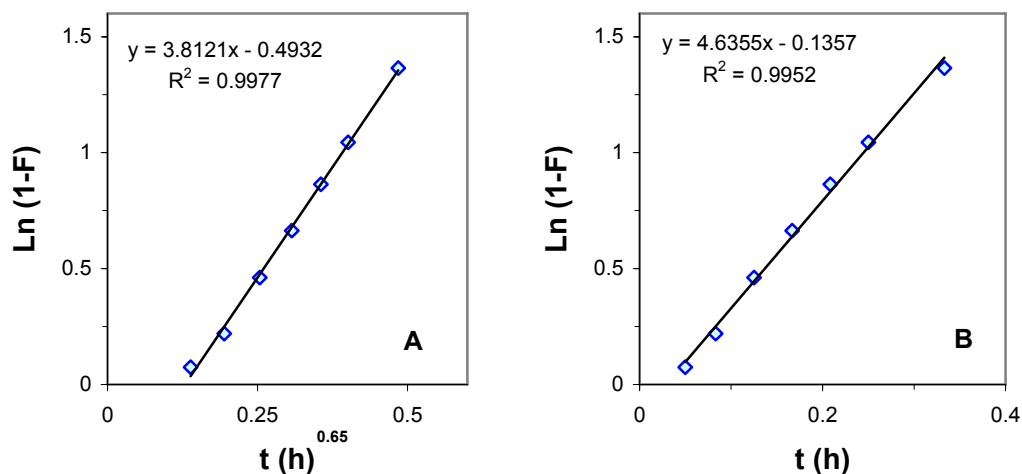 1.5
1
0.5
0
y = 3.8121x - 0.4932
R² = 0.9977
Ln (1-F)
A
0
0.25
0.5
t (h)^0.65
1.5
1
0.5
0
y = 4.6355x - 0.1357
R² = 0.9952
Ln (1-F)
B
0
0.2
0.4
t (h)